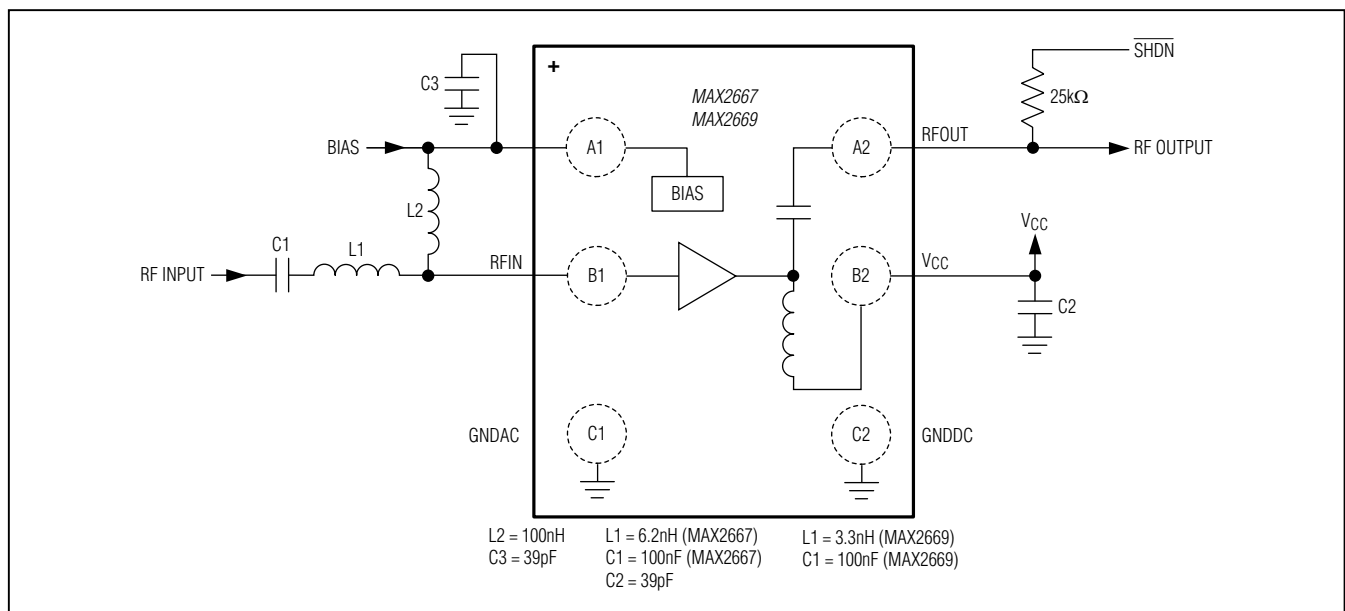 +
MAX2667
MAX2669
C3
SHDN
25kΩ
BIAS
A1
A2
RFOUT
RF OUTPUT
BIAS
L2
C1
L1
RF INPUT
RFIN
B1
B2
VCC
VCC
C2
GNDAC
C1
C2
GNDDC
L2 = 100nH L1 = 6.2nH (MAX2667) L1 = 3.3nH (MAX2669)
C3 = 39pF C1 = 100nF (MAX2667) C1 = 100nF (MAX2669)
C2 = 39pF